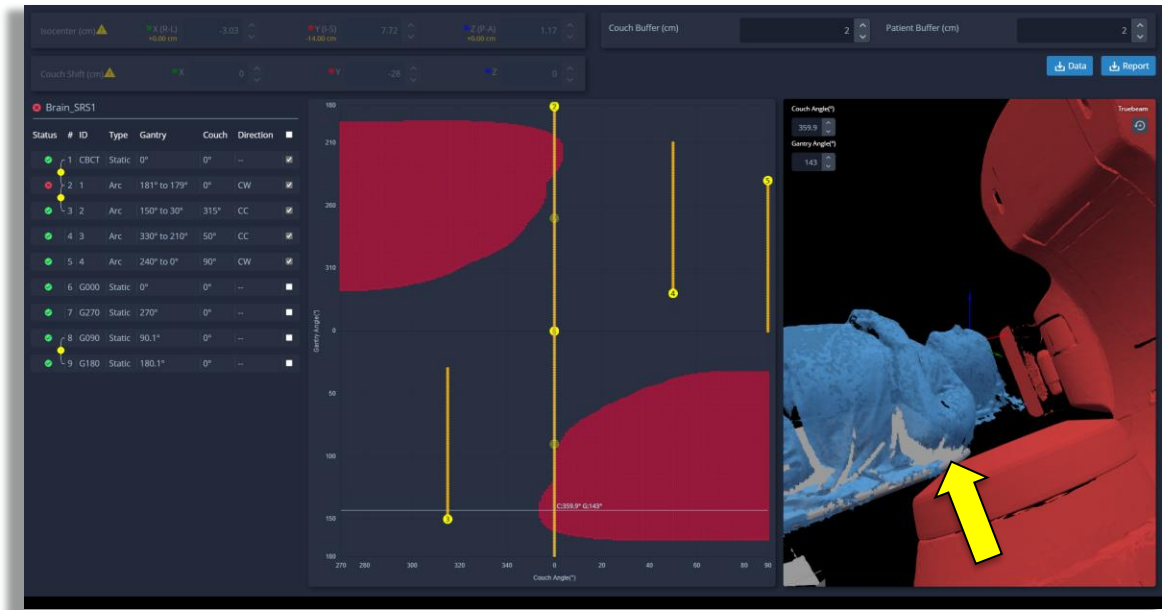 Isocenter (cm) X (R-L) -3.03 Y (I-S) 7.72 Z (P-A) 1.17
+0.00 cm -14.00 cm +0.00 cm
Couch Buffer (cm) 2 Patient Buffer (cm) 2
Couch Shift (cm) X 0 Y -28 Z 0
Data Report
Brain_SRS1
Status # ID Type Gantry Couch Direction
1 CBCT Static 0° 0° --
2 1 Arc 181° to 179° 0° CW
3 2 Arc 150° to 30° 315° CC
4 3 Arc 330° to 210° 50° CC
5 4 Arc 240° to 0° 90° CW
6 G000 Static 0° 0° --
7 G270 Static 270° 0° --
8 G090 Static 90.1° 0° --
9 G180 Static 180.1° 0° --
180
210
260
310
0
50
100
150
180
Gantry Angle(°)
2
5
4
3
C:359.9° G:143°
270 280 300 320 340 0 20 40 60 80 90
Couch Angle(°)
Couch Angle(°) Truebeam
359.9
Gantry Angle(°)
143